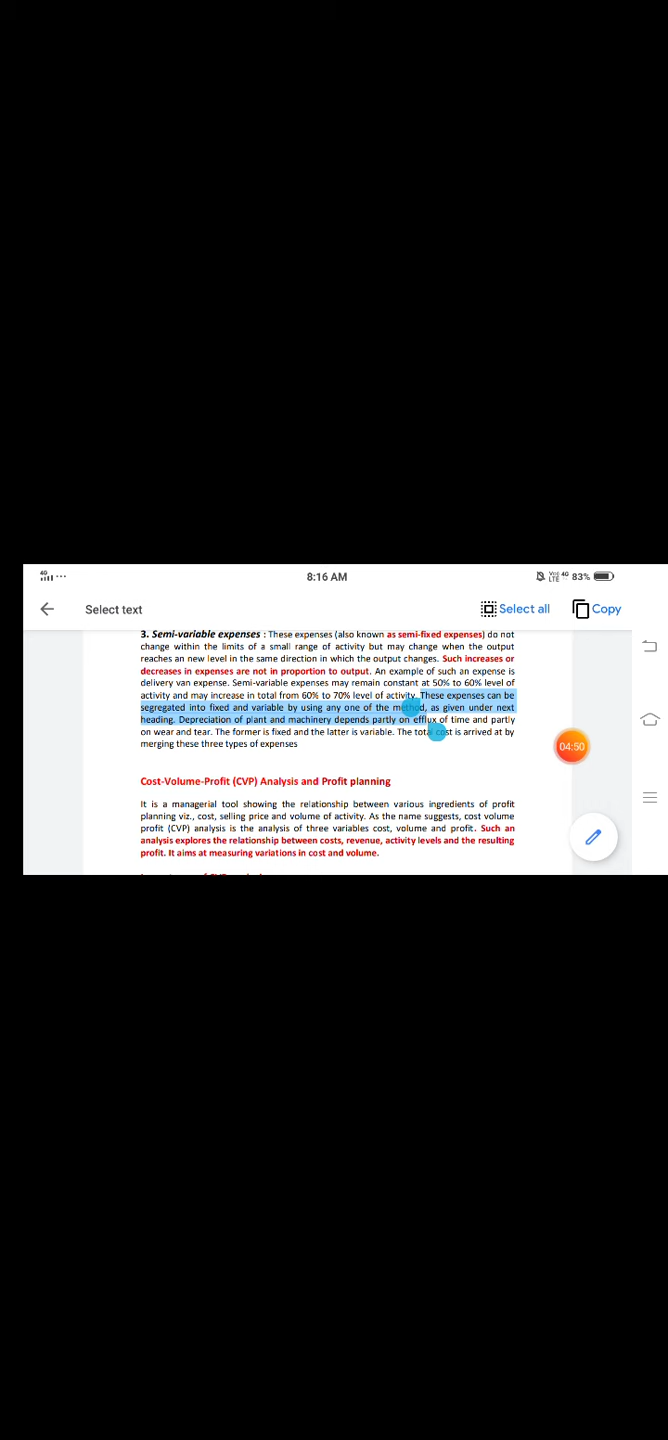 4G
8:16 AM
4G 83%
Select text
Select all
Copy
3. Semi-variable expenses : These expenses (also known as semi-fixed expenses) do not
change within the limits of a small range of activity but may change when the output
reaches an new level in the same direction in which the output changes. Such increases or
decreases in expenses are not in proportion to output. An example of such an expense is
delivery van expense. Semi-variable expenses may remain constant at 50% to 60% level of
activity and may increase in total from 60% to 70% level of activity. These expenses can be
segregated into fixed and variable by using any one of the method, as given under next
heading. Depreciation of plant and machinery depends partly on efflux of time and partly
on wear and tear. The former is fixed and the latter is variable. The total cost is arrived at by
merging these three types of expenses
04:50
Cost-Volume-Profit (CVP) Analysis and Profit planning
It is a managerial tool showing the relationship between various ingredients of profit
planning viz., cost, selling price and volume of activity. As the name suggests, cost volume
profit (CVP) analysis is the analysis of three variables cost, volume and profit. Such an
analysis explores the relationship between costs, revenue, activity levels and the resulting
profit. It aims at measuring variations in cost and volume.